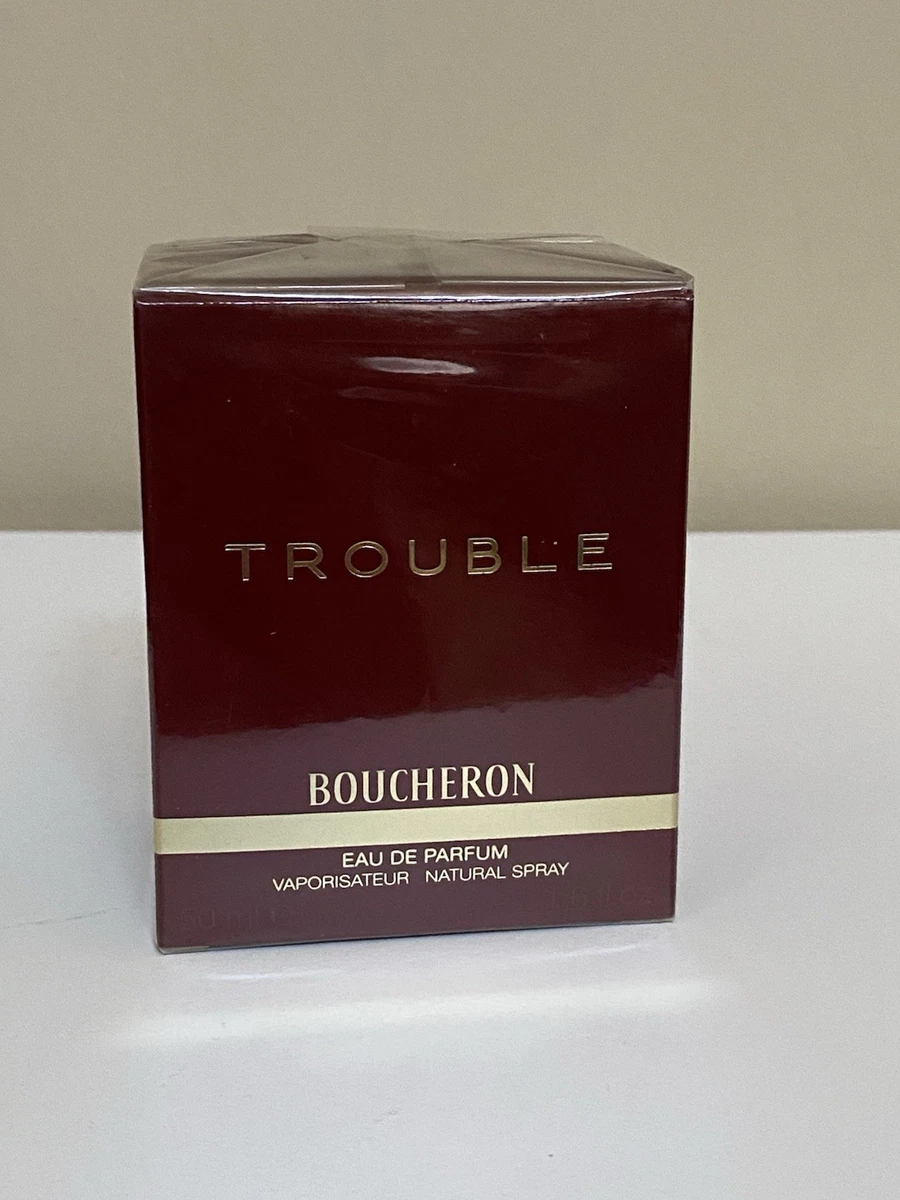 TROUBLE
BOUCHERON
EAU DE PARFUM
VAPORISATEUR NATURAL SPRAY